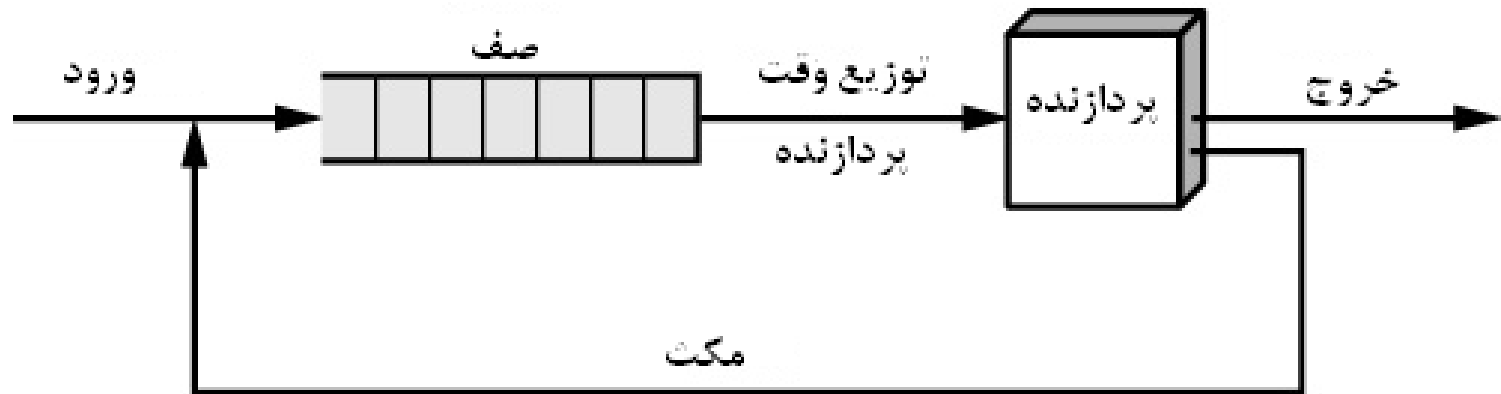 ورود
صف
توزیع وقت
پردازنده
پردازنده
خروج
مکث